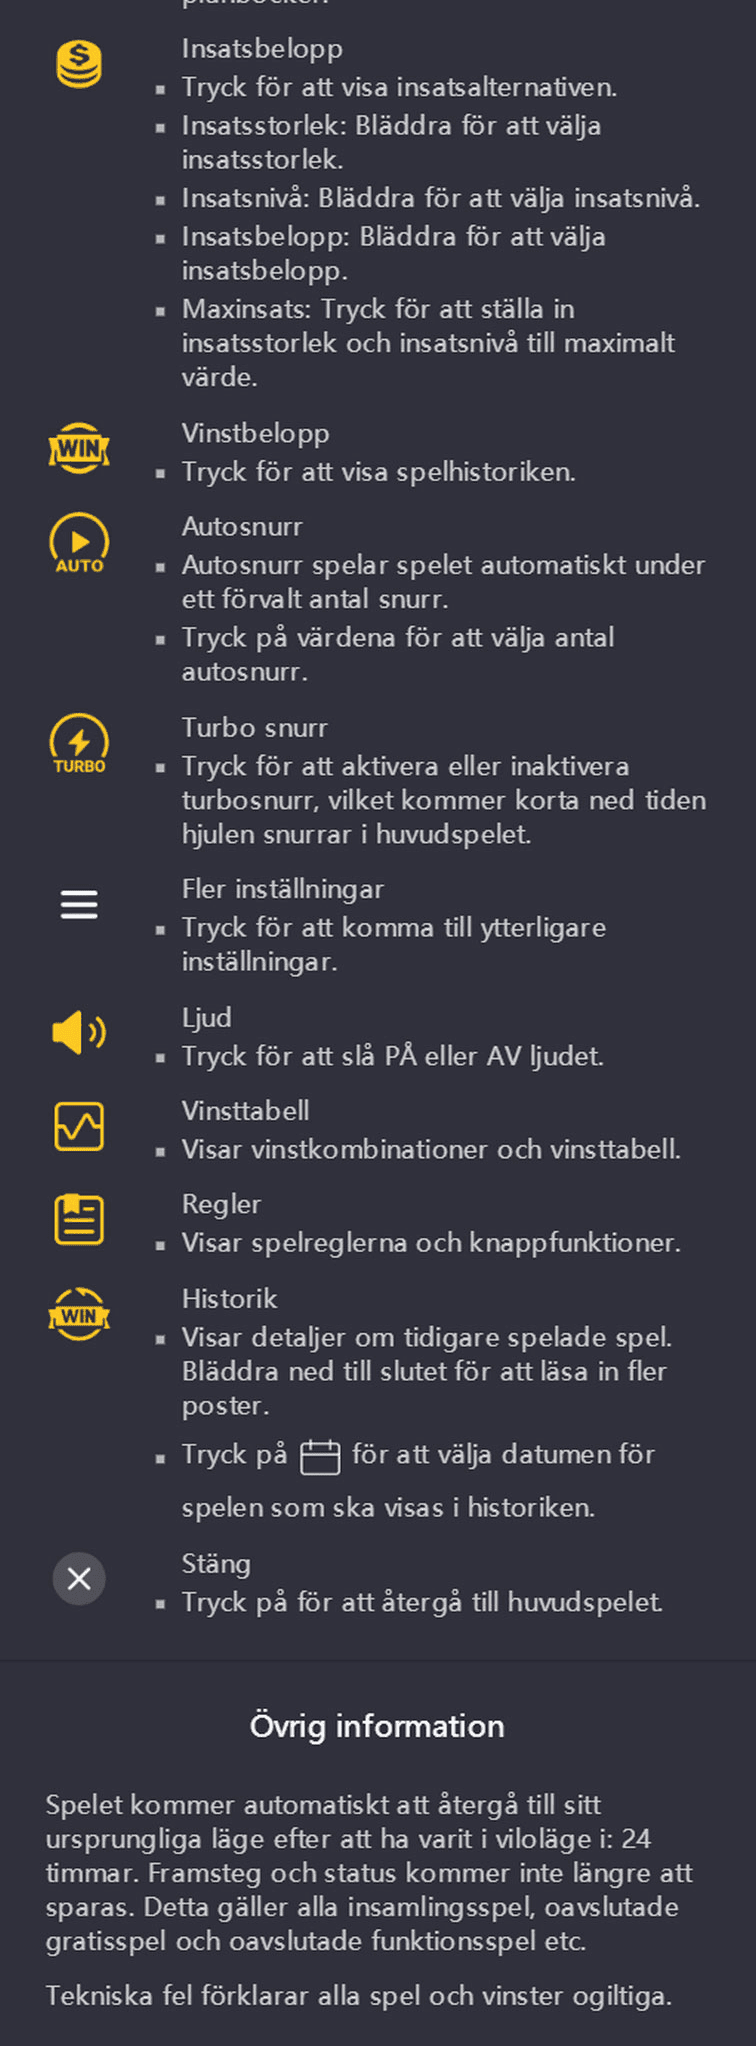 Insatsbelopp
▪ Tryck för att visa insatsalternativen.
▪ Insatsstorlek: Bläddra för att välja
insatsstorlek.
▪ Insatsnivå: Bläddra för att välja insatsnivå.
▪ Insatsbelopp: Bläddra för att välja
insatsbelopp.
▪ Maxinsats: Tryck för att ställa in
insatsstorlek och insatsnivå till maximalt
värde.
WIN
Vinstbelopp
▪ Tryck för att visa spelhistoriken.
AUTO
Autosnurr
▪ Autosnurr spelar spelet automatiskt under
ett förvalt antal snurr.
▪ Tryck på värdena för att välja antal
autosnurr.
TURBO
Turbo snurr
▪ Tryck för att aktivera eller inaktivera
turbosnurr, vilket kommer korta ned tiden
hjulen snurrar i huvudspelet.
Fler inställningar
▪ Tryck för att komma till ytterligare
inställningar.
Ljud
▪ Tryck för att slå PÅ eller AV ljudet.
Vinsttabell
▪ Visar vinstkombinationer och vinsttabell.
Regler
▪ Visar spelreglerna och knappfunktioner.
WIN
Historik
▪ Visar detaljer om tidigare spelade spel.
Bläddra ned till slutet för att läsa in fler
poster.
▪ Tryck på för att välja datumen för
spelen som ska visas i historiken.
Stäng
▪ Tryck på för att återgå till huvudspelet.
Övrig information
Spelet kommer automatiskt att återgå till sitt
ursprungliga läge efter att ha varit i viloläge i: 24
timmar. Framsteg och status kommer inte längre att
sparas. Detta gäller alla insamlingsspel, oavslutade
gratisspel och oavslutade funktionsspel etc.
Tekniska fel förklarar alla spel och vinster ogiltiga.